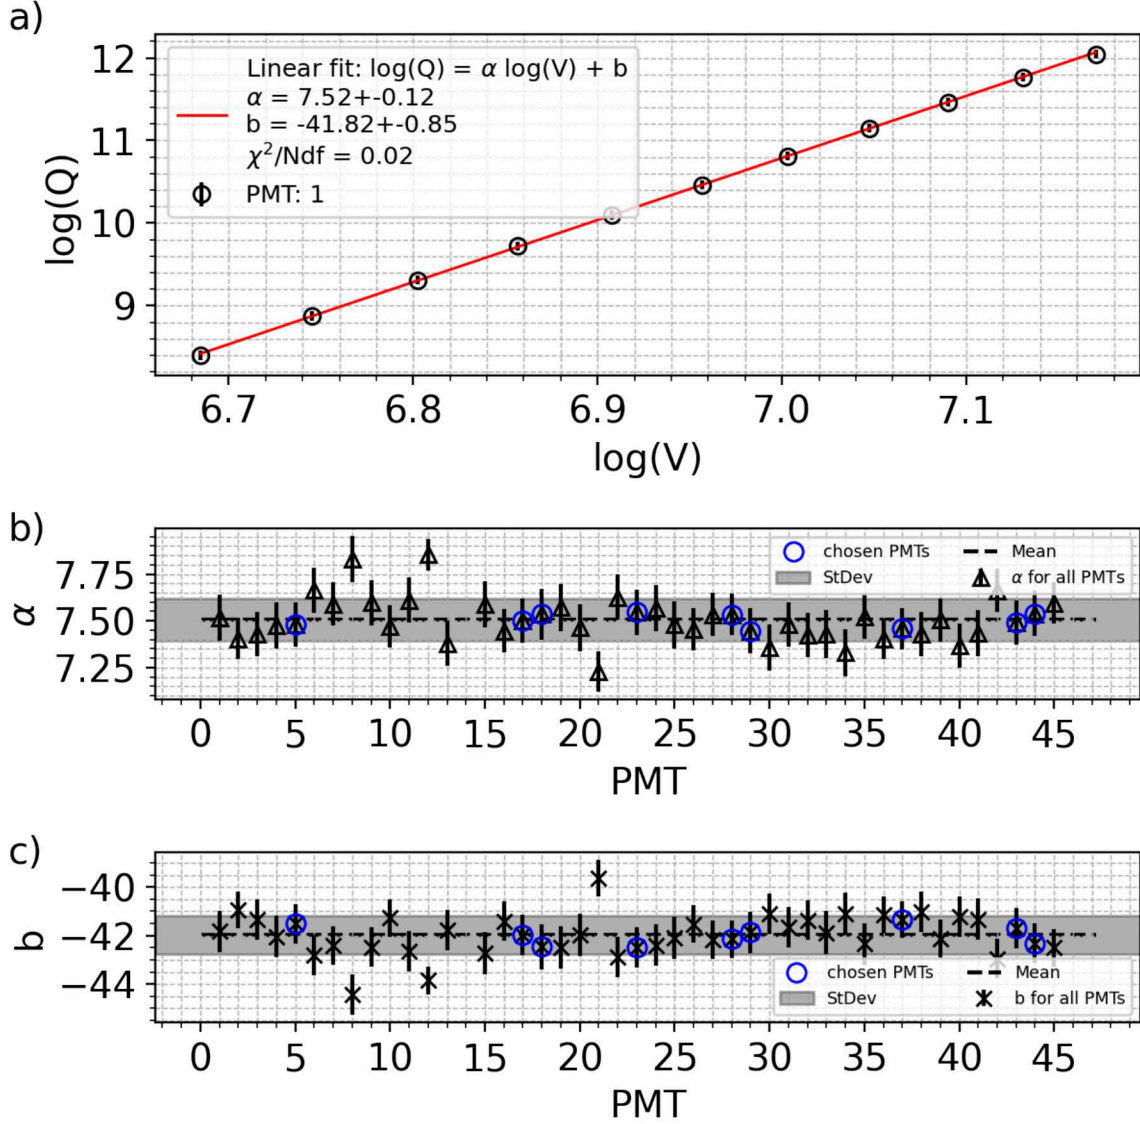 a)
12
11
10
9
log(Q)
Linear fit: log(Q) = α log(V) + b
α = 7.52+-0.12
b = -41.82+-0.85
χ²/Ndf = 0.02
PMT: 1
6.7 6.8 6.9 7.0 7.1
log(V)
b)
7.75
7.50
7.25
α
chosen PMTs
StDev
Mean
α for all PMTs
0 5 10 15 20 25 30 35 40 45
PMT
c)
−40
−42
−44
b
chosen PMTs
StDev
Mean
b for all PMTs
0 5 10 15 20 25 30 35 40 45
PMT